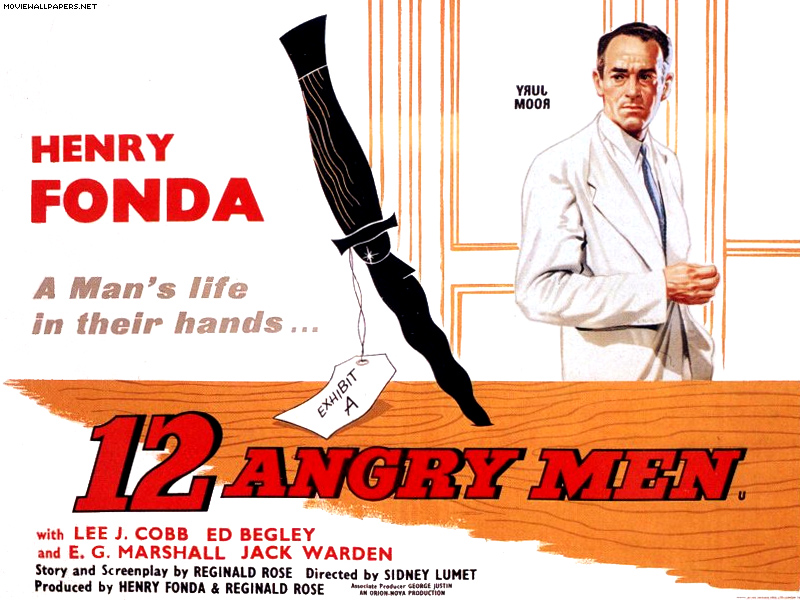 MOVIEWALLPAPERS.NET
HENRY
FONDA
A Man's life
in their hands...
YRUJ
MOOR
EXHIBIT
A
12 ANGRY MEN
U
with LEE J. COBB ED BEGLEY
and E. G. MARSHALL JACK WARDEN
Story and Screenplay by REGINALD ROSE Directed by SIDNEY LUMET
Produced by HENRY FONDA & REGINALD ROSE
Associate Producer GEORGE JUSTIN
AN ORION-NOVA PRODUCTION